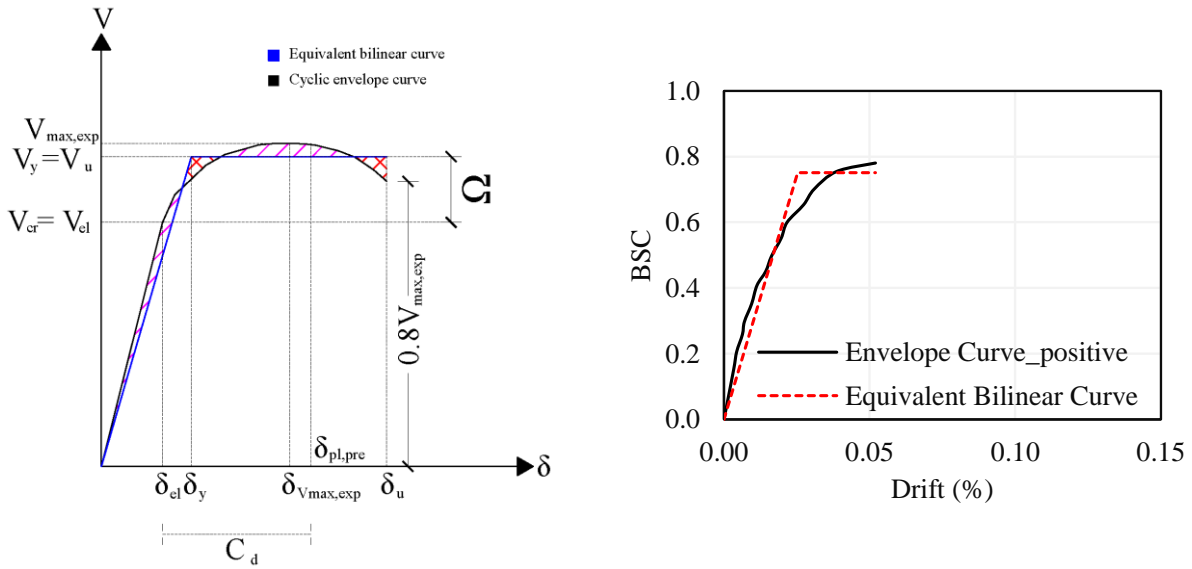 V
Equivalent bilinear curve
Cyclic envelope curve
Vmax,exp
Vy=Vu
Vcr=Vel
Ω
0.8Vmax,exp
δpl,pre
δ
δel δy δVmax,exp δu
Cd
1.0
0.8
0.6
0.4
0.2
0.0
BSC
Envelope Curve_positive
Equivalent Bilinear Curve
0.00 0.05 0.10 0.15
Drift (%)